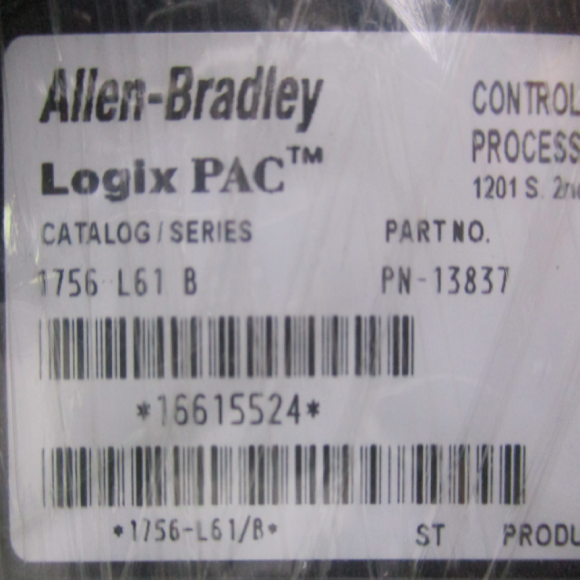 Allen-Bradley
Logix PAC™
CONTROL
PROCESS
1201 S.
CATALOG / SERIES
PART NO.
1756-L61 B
PN-13837
*16615524*
*1756-L61/B*
ST
PRODU